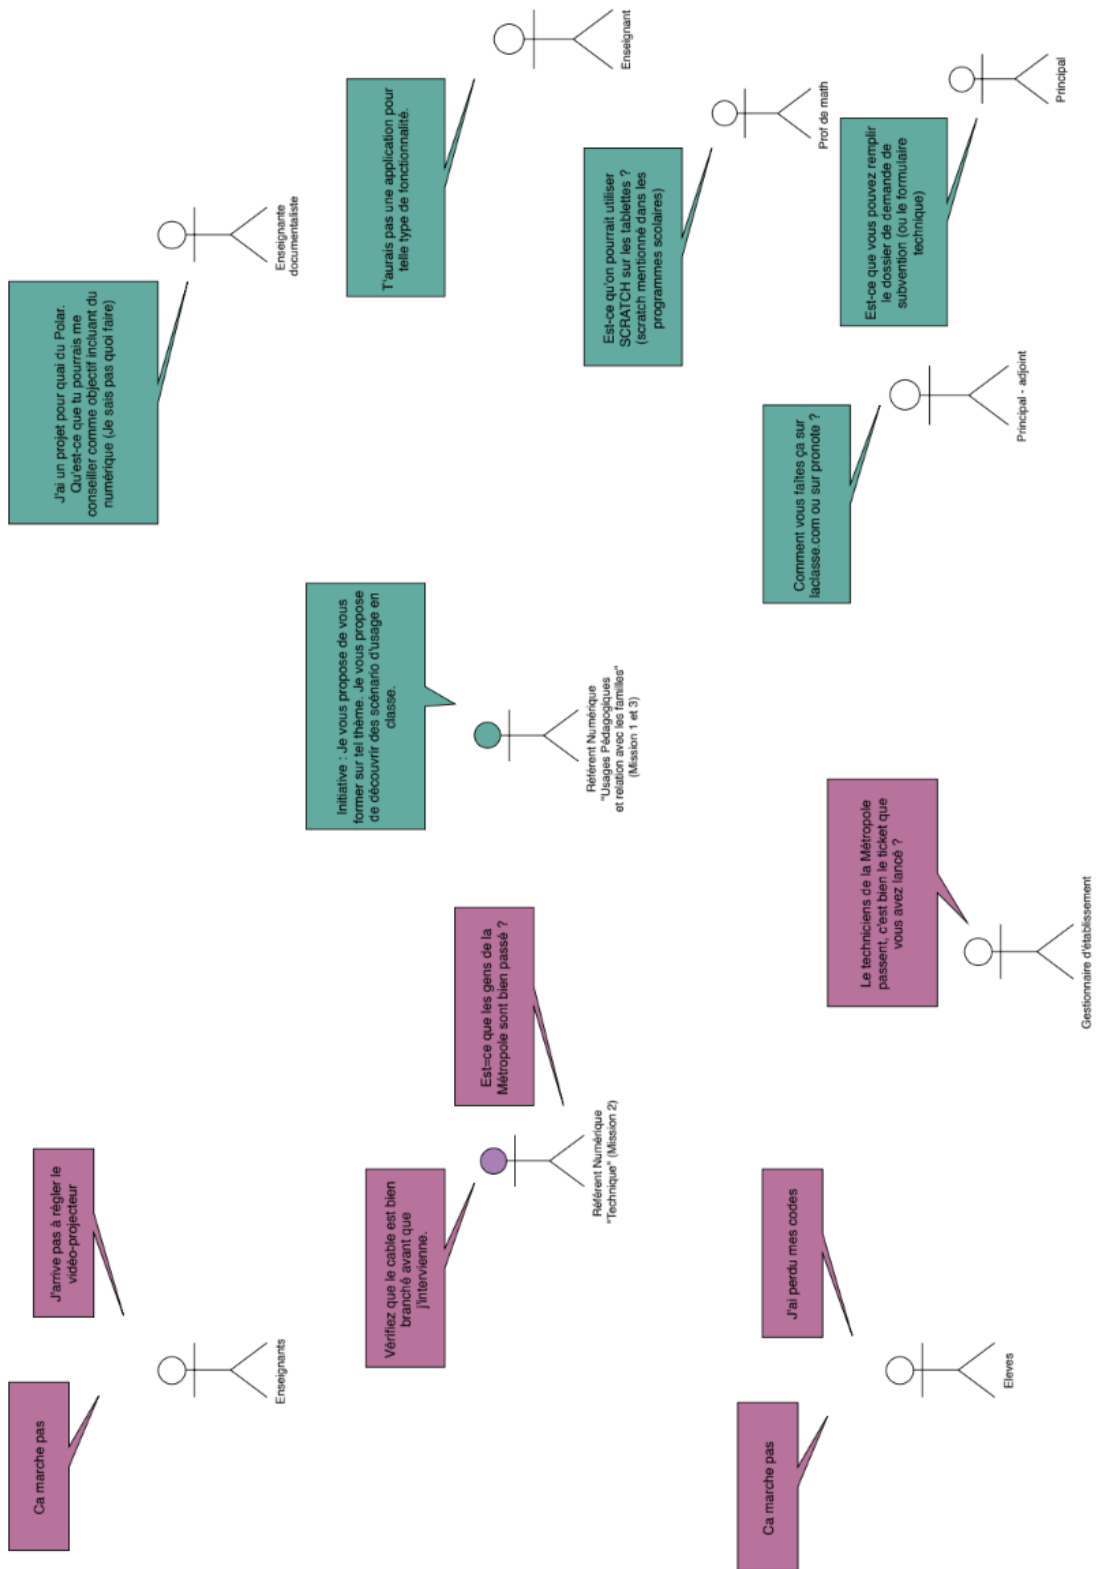 Ca marche pas
J'arrive pas à régler le
vidéo-projecteur
Enseignants
J'ai un projet pour quai du Polar.
Qu'est-ce que tu pourrais me
conseiller comme objectif incluant du
numérique (Je sais pas quoi faire)
Enseignante
documentaliste
Vérifiez que le cable est bien
branché avant que
j'intervienne.
Est=ce que les gens de la
Métropole sont bien passé ?
Référent Numérique
"Technique" (Mission 2)
Initiative : Je vous propose de vous
former sur tel thème. Je vous propose
de découvrir des scénario d'usage en
classe.
Référent Numérique
"Usages Pédagogiques
et relation avec les familles"
(Mission 1 et 3)
T'aurais pas une application pour
telle type de fonctionnalité.
Enseignant
Est-ce qu'on pourrait utiliser
SCRATCH sur les tablettes ?
(scratch mentionné dans les
programmes scolaires)
Prof de math
Ca marche pas
J'ai perdu mes codes
Eleves
Le techniciens de la Métropole
passent, c'est bien le ticket que
vous avez lancé ?
Gestionnaire d'établissement
Comment vous faîtes ça sur
laclasse.com ou sur pronote ?
Principal - adjoint
Est-ce que vous pouvez remplir
le dossier de demande de
subvention (ou le formulaire
technique)
Principal